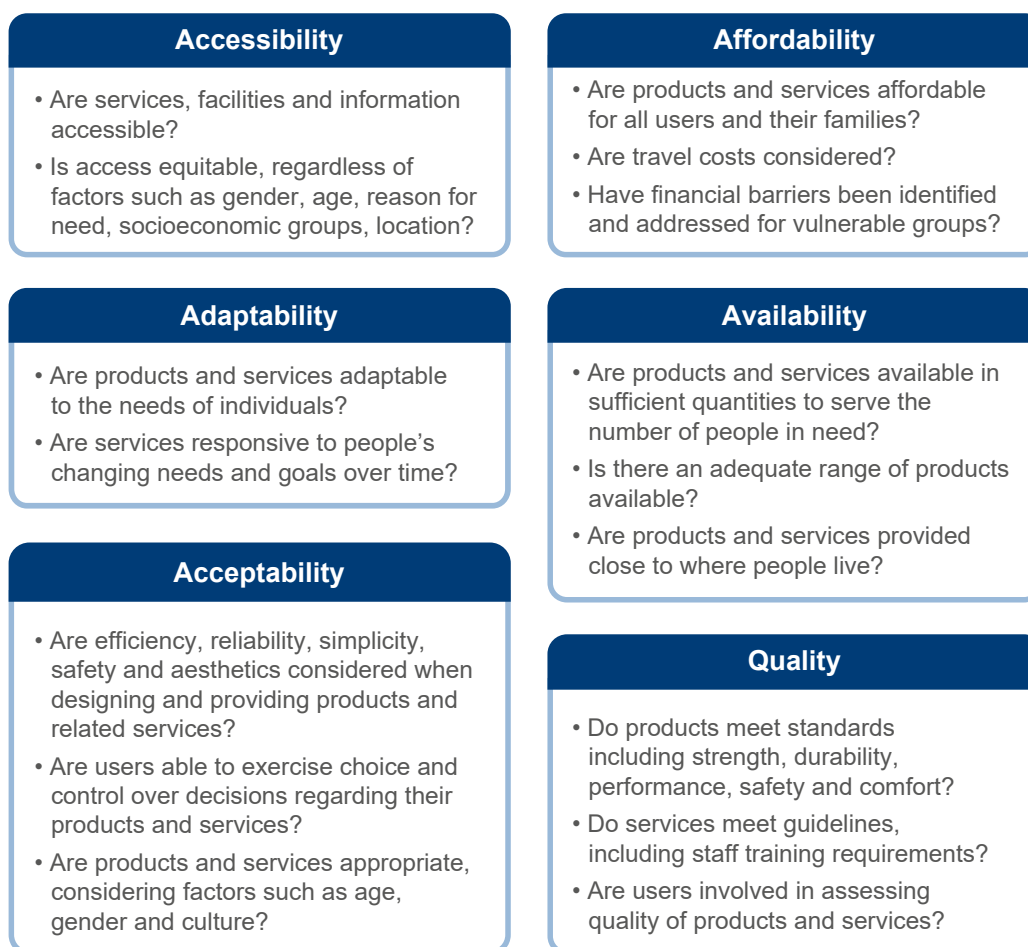 Accessibility
• Are services, facilities and information
accessible?
• Is access equitable, regardless of
factors such as gender, age, reason for
need, socioeconomic groups, location?
Affordability
• Are products and services affordable
for all users and their families?
• Are travel costs considered?
• Have financial barriers been identified
and addressed for vulnerable groups?
Adaptability
• Are products and services adaptable
to the needs of individuals?
• Are services responsive to people’s
changing needs and goals over time?
Availability
• Are products and services available in
sufficient quantities to serve the
number of people in need?
• Is there an adequate range of products
available?
• Are products and services provided
close to where people live?
Acceptability
• Are efficiency, reliability, simplicity,
safety and aesthetics considered when
designing and providing products and
related services?
• Are users able to exercise choice and
control over decisions regarding their
products and services?
• Are products and services appropriate,
considering factors such as age,
gender and culture?
Quality
• Do products meet standards
including strength, durability,
performance, safety and comfort?
• Do services meet guidelines,
including staff training requirements?
• Are users involved in assessing
quality of products and services?